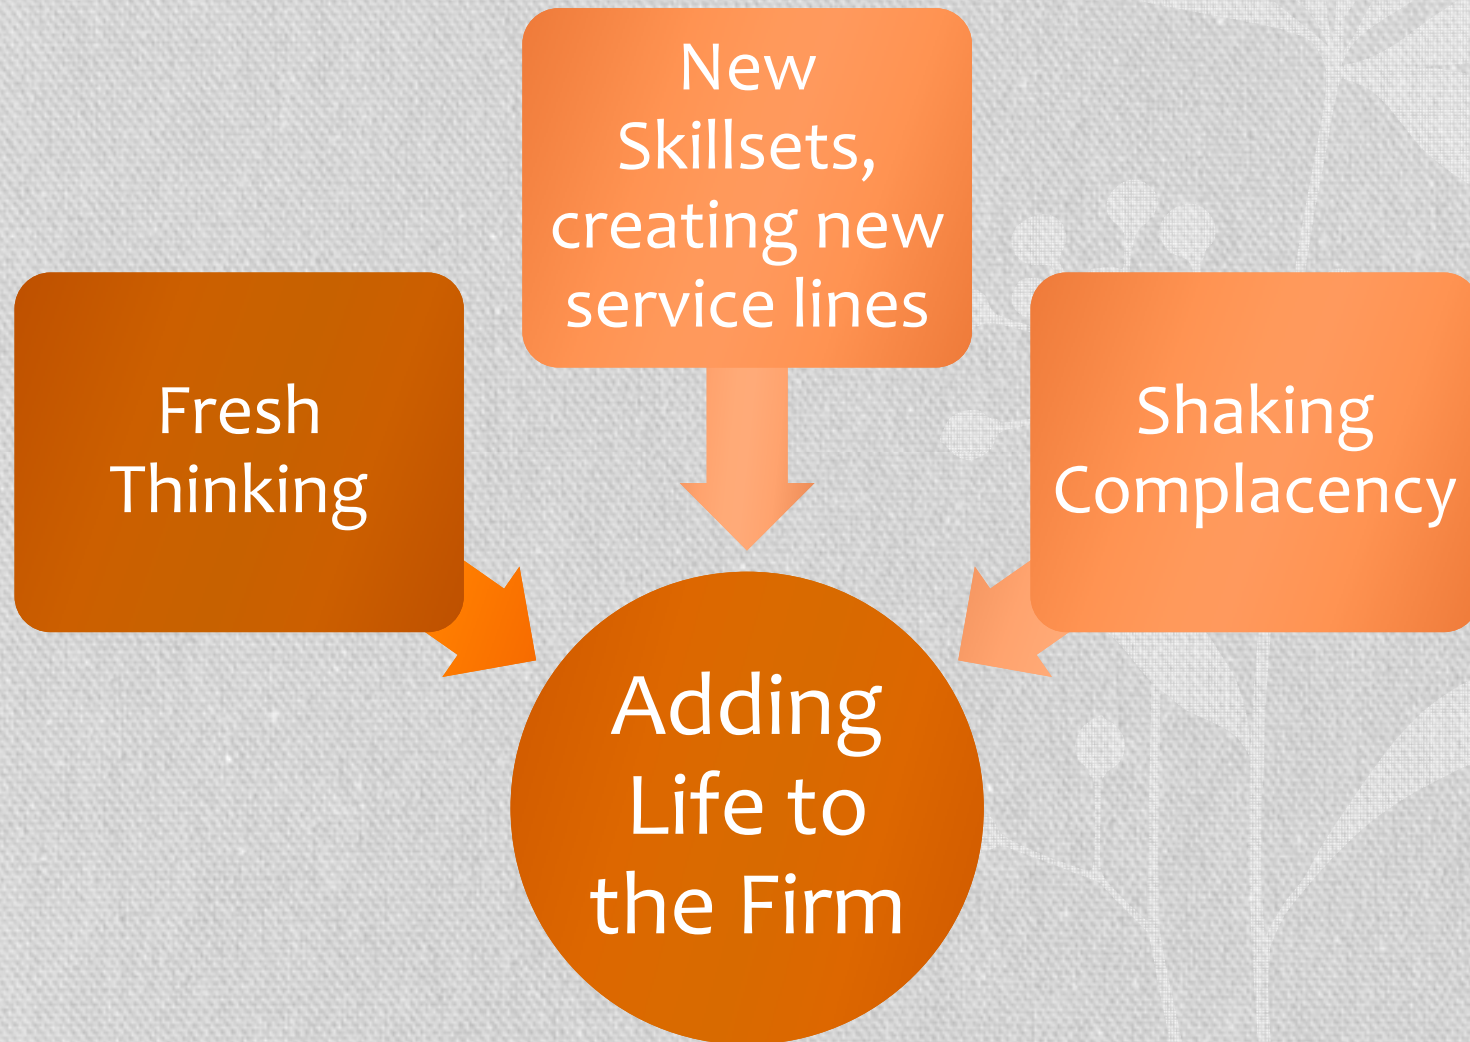 New
Skillsets,
creating new
service lines
Fresh
Thinking
Shaking
Complacency
Adding
Life to
the Firm